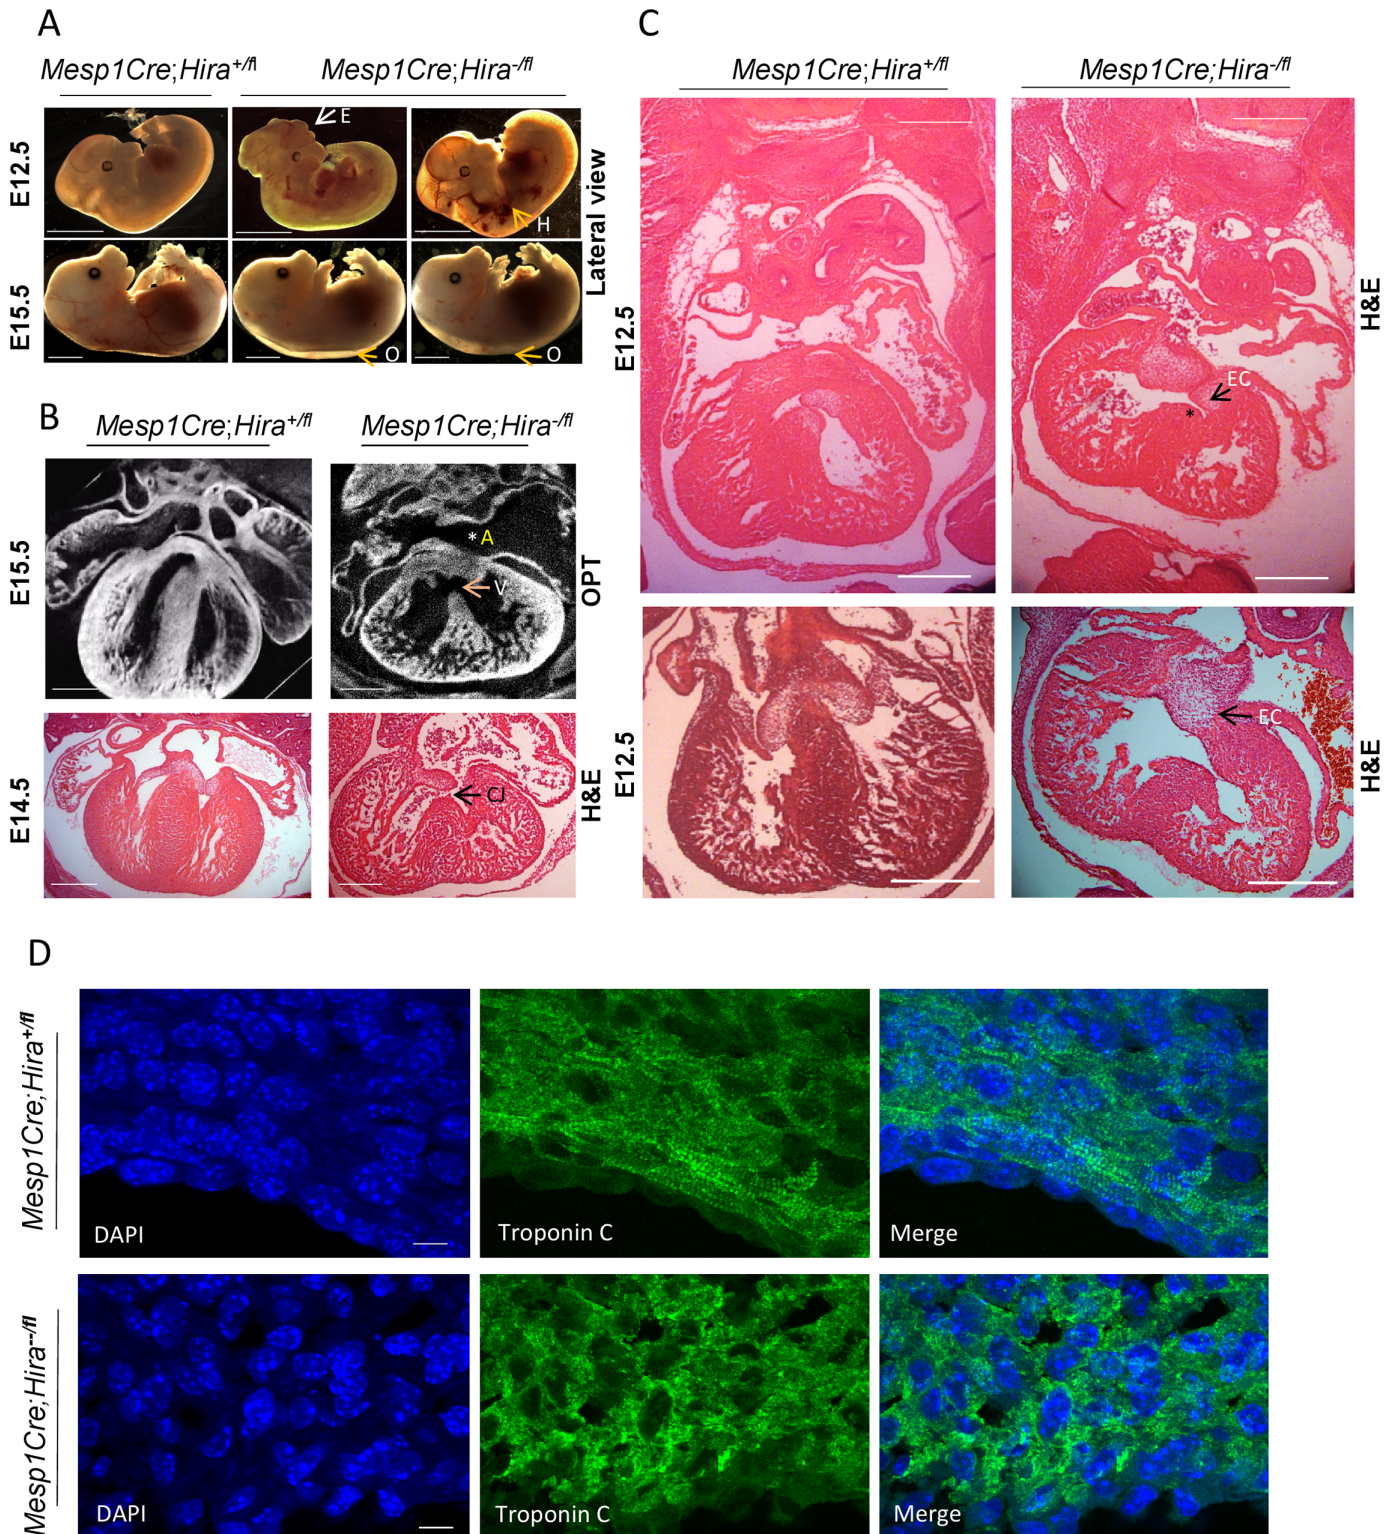 A
Mesp1Cre;Hira+/fl
Mesp1Cre;Hira-/fl
E12.5
E
H
E15.5
O
O
Lateral view
B
Mesp1Cre;Hira+/fl
Mesp1Cre;Hira-/fl
E15.5
* A
V
OPT
E14.5
CJ
H&E
C
Mesp1Cre;Hira+/fl
Mesp1Cre;Hira-/fl
E12.5
EC
*
H&E
E12.5
EC
H&E
D
Mesp1Cre;Hira+/fl
DAPI
Troponin C
Merge
Mesp1Cre;Hira--/fl
DAPI
Troponin C
Merge